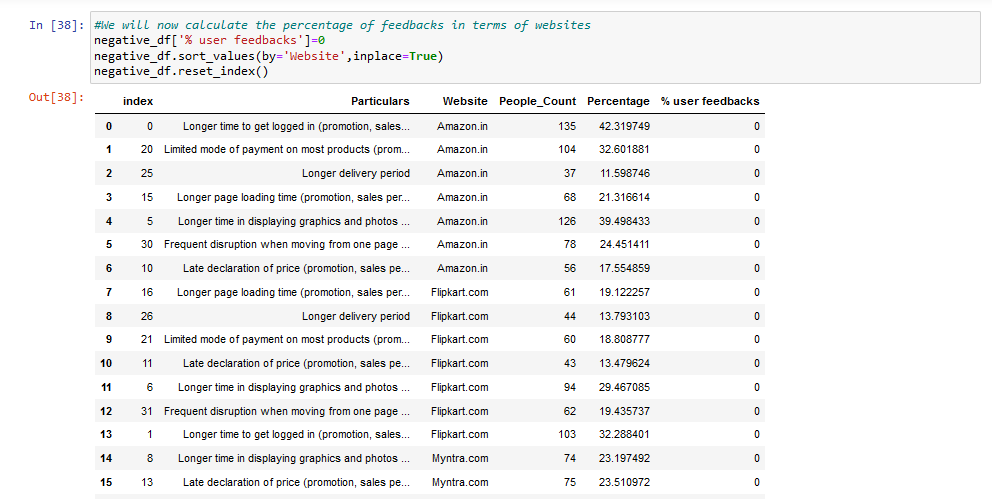 In [38]: #We will now calculate the percentage of feedbacks in terms of websites
negative_df['% user feedbacks']=0
negative_df.sort_values(by='Website',inplace=True)
negative_df.reset_index()
Out[38]:
index Particulars Website People_Count Percentage % user feedbacks
0 0 Longer time to get logged in (promotion, sales... Amazon.in 135 42.319749 0
1 20 Limited mode of payment on most products (prom... Amazon.in 104 32.601881 0
2 25 Longer delivery period Amazon.in 37 11.598746 0
3 15 Longer page loading time (promotion, sales per... Amazon.in 68 21.316614 0
4 5 Longer time in displaying graphics and photos ... Amazon.in 126 39.498433 0
5 30 Frequent disruption when moving from one page ... Amazon.in 78 24.451411 0
6 10 Late declaration of price (promotion, sales pe... Amazon.in 56 17.554859 0
7 16 Longer page loading time (promotion, sales per... Flipkart.com 61 19.122257 0
8 26 Longer delivery period Flipkart.com 44 13.793103 0
9 21 Limited mode of payment on most products (prom... Flipkart.com 60 18.808777 0
10 11 Late declaration of price (promotion, sales pe... Flipkart.com 43 13.479624 0
11 6 Longer time in displaying graphics and photos ... Flipkart.com 94 29.467085 0
12 31 Frequent disruption when moving from one page ... Flipkart.com 62 19.435737 0
13 1 Longer time to get logged in (promotion, sales... Flipkart.com 103 32.288401 0
14 8 Longer time in displaying graphics and photos ... Myntra.com 74 23.197492 0
15 13 Late declaration of price (promotion, sales pe... Myntra.com 75 23.510972 0